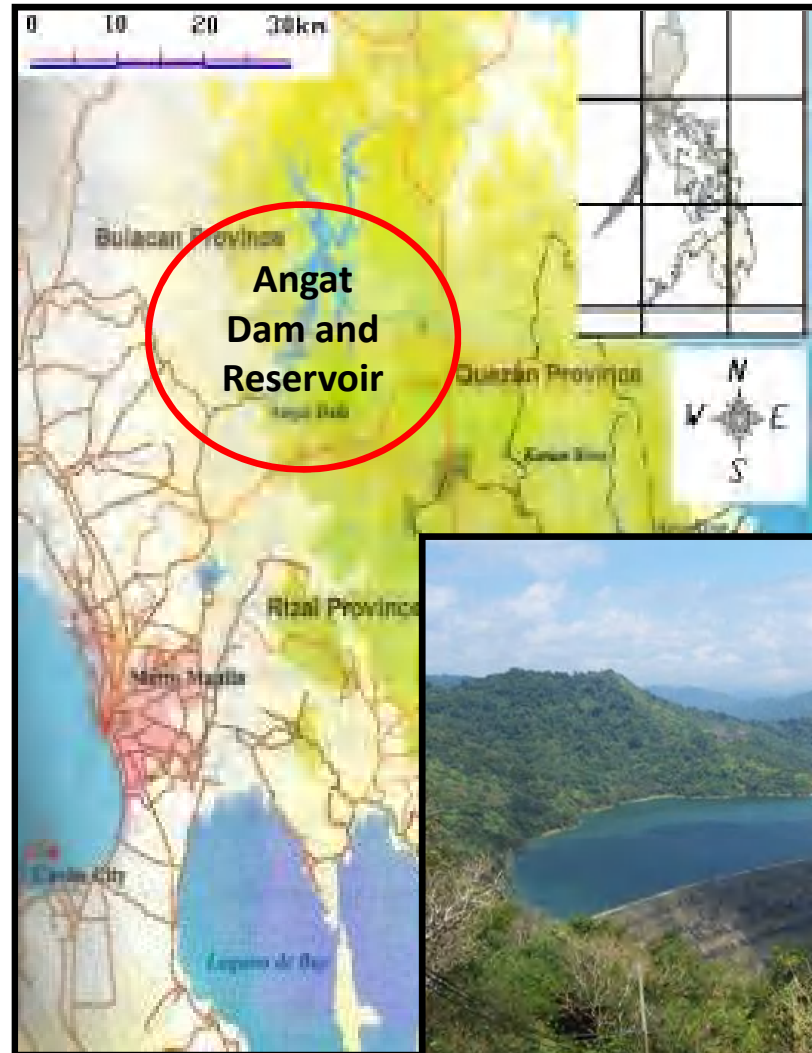 0 10 20 30km
Bulacan Province
Angat
Dam and
Reservoir
Quezon Province
N
W E
S
Rizal Province
Metro Manila
Cavite City
Laguna de Bay